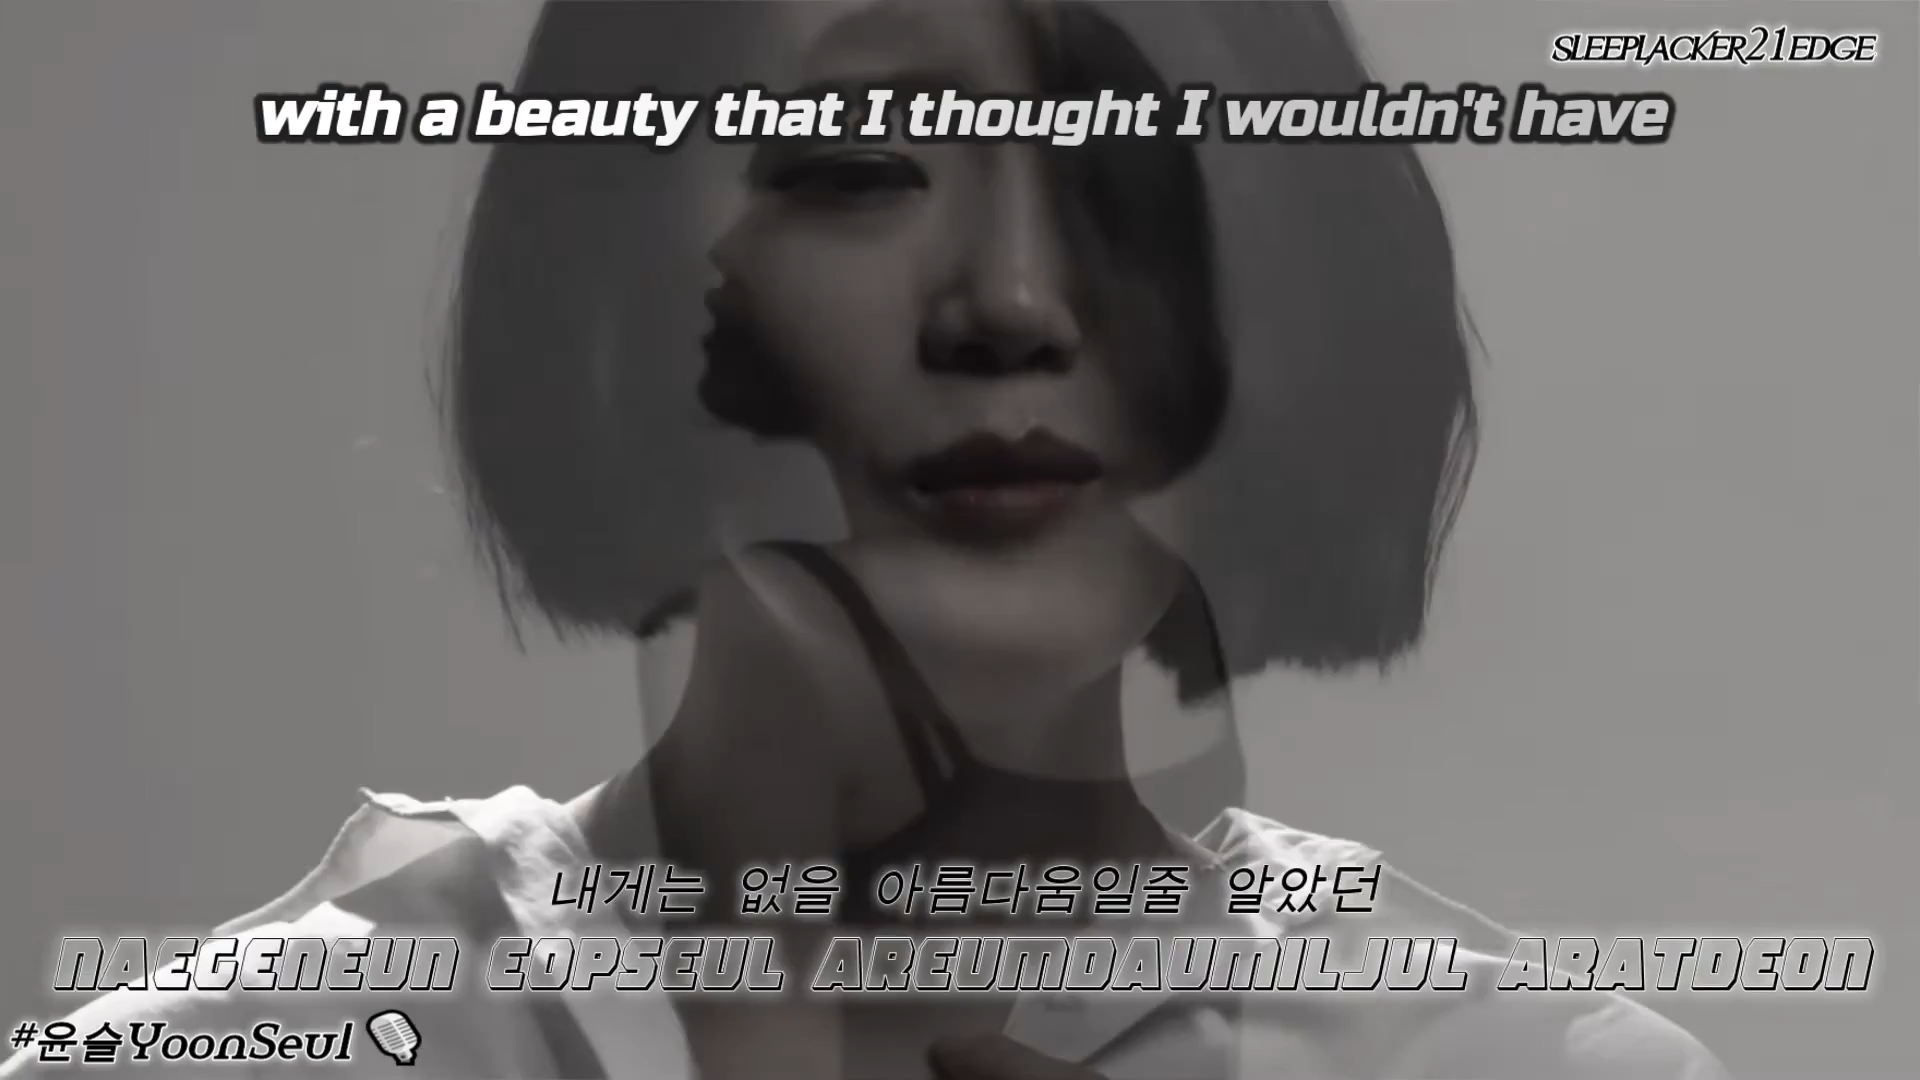 SLEEPLACKER21EDGE
with a beauty that I thought I wouldn't have
내게는 없을 아름다움일줄 알았던
NAEGENEUN EOPSEUL AREUMDAUMILJUL ARATDEON
#윤슬YoonSeul